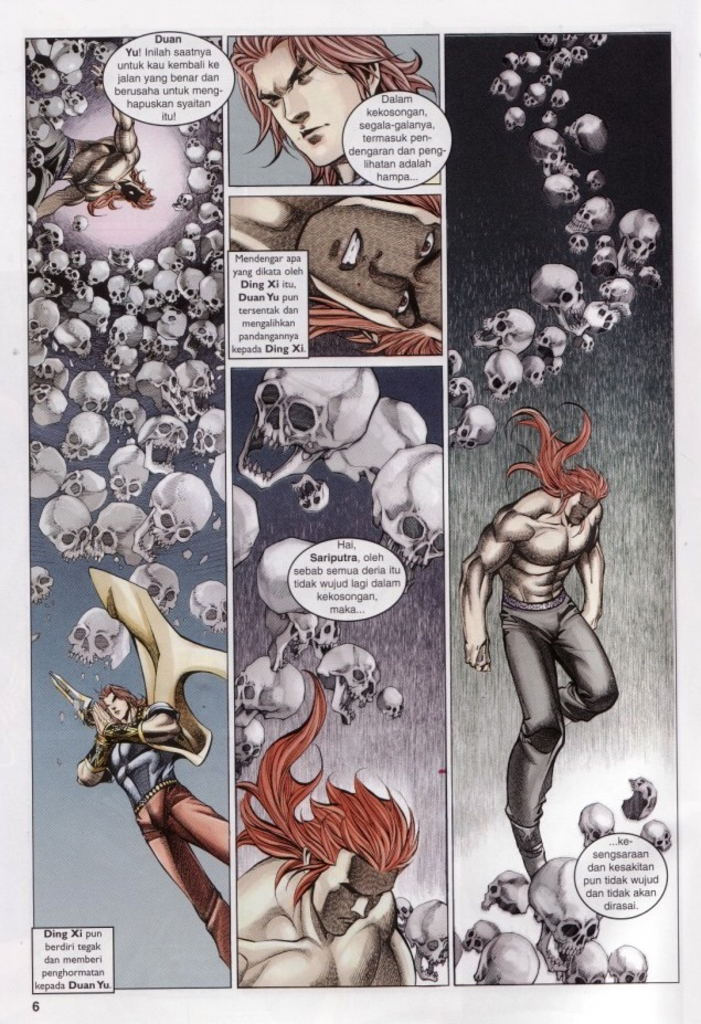 Duan
Yu! Inilah saatnya
untuk kau kembali ke
jalan yang benar dan
berusaha untuk meng-
hapuskan syaitan
itu!
Ding Xi pun
berdiri tegak
dan memberi
penghormatan
kepada Duan Yu.
Dalam
kekosongan,
segala-galanya,
termasuk pen-
dengaran dan peng-
lihatan adalah
hampa...
Mendengar apa
yang dikata oleh
Ding Xi itu,
Duan Yu pun
tersentak dan
mengalihkan
pandangannya
kepada Ding Xi.
Hai,
Sariputra, oleh
sebab semua deria itu
tidak wujud lagi dalam
kekosongan,
maka...
...ke-
sengsaraan
dan kesakitan
pun tidak wujud
dan tidak akan
dirasai.
6